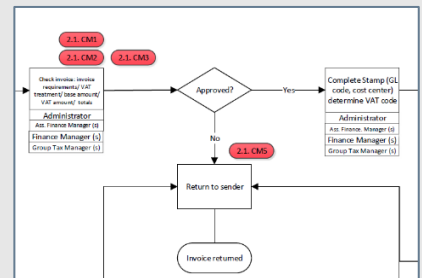 2.1. CM1
2.1. CM2
2.1. CM3
Check invoice: invoice
requirements/ VAT
treatment/ base amount/
VAT amount/ totals
Administrator
Ass. Finance Manager (s)
Finance Manager (s)
Group Tax Manager (s)
Approved?
Yes
Complete Stamp (GL
code, cost center)
determine VAT code
Administrator
Ass. Finance. Manager (s)
Finance Manager (s)
Group Tax Manager (s)
No
2.1. CM5
Return to sender
Invoice returned